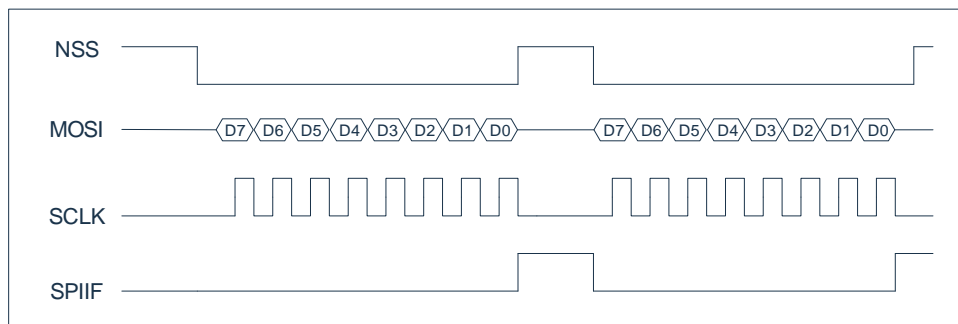 NSS
MOSI D7 D6 D5 D4 D3 D2 D1 D0 D7 D6 D5 D4 D3 D2 D1 D0
SCLK
SPIIF